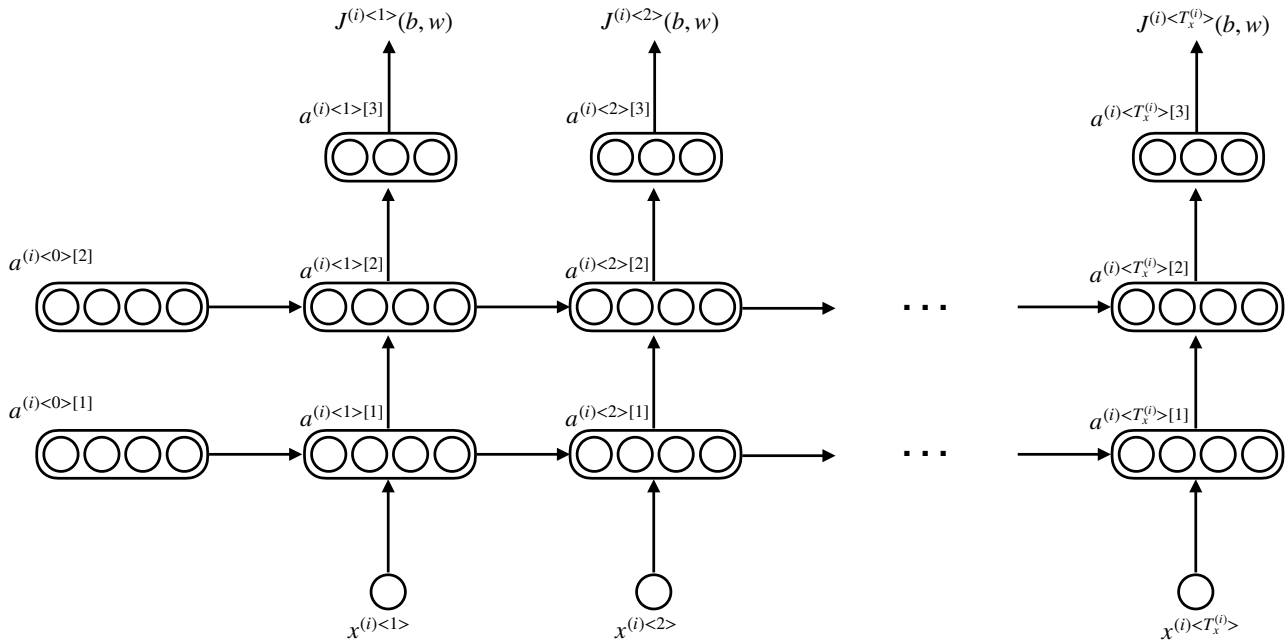 J^{(i)<1>}(b, w) J^{(i)<2>}(b, w) J^{(i)<T_x^{(i)}>}(b, w)
a^{(i)<1>[3]} a^{(i)<2>[3]} a^{(i)<T_x^{(i)}>[3]}
a^{(i)<0>[2]} a^{(i)<1>[2]} a^{(i)<2>[2]} a^{(i)<T_x^{(i)}>[2]}
...
a^{(i)<0>[1]} a^{(i)<1>[1]} a^{(i)<2>[1]} a^{(i)<T_x^{(i)}>[1]}
...
x^{(i)<1>} x^{(i)<2>} x^{(i)<T_x^{(i)}>}